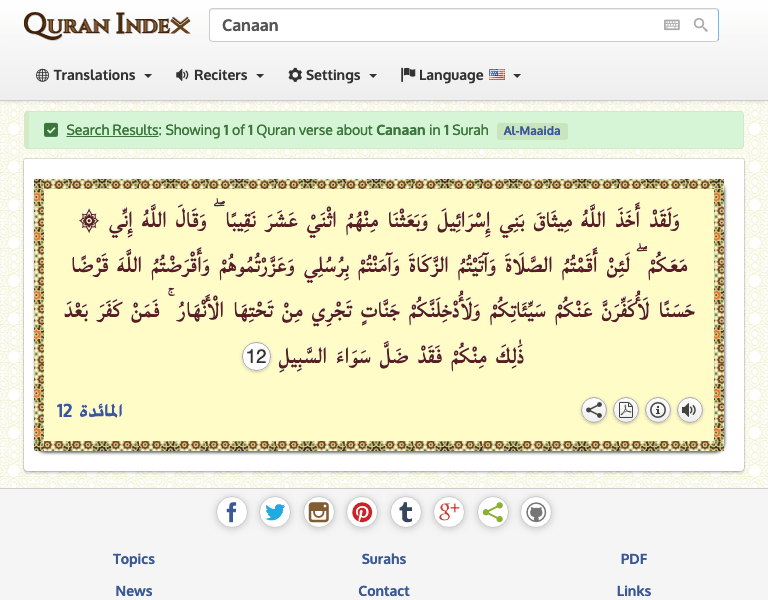 QURAN INDEX
Canaan
Translations
Reciters
Settings
Language
Search Results: Showing 1 of 1 Quran verse about Canaan in 1 Surah Al-Maaida
۞ وَلَقَدْ أَخَذَ اللَّهُ مِيثَاقَ بَنِي إِسْرَائِيلَ وَبَعَثْنَا مِنْهُمُ اثْنَيْ عَشَرَ نَقِيبًا ۖ وَقَالَ اللَّهُ إِنِّي
مَعَكُمْ ۖ لَئِنْ أَقَمْتُمُ الصَّلَاةَ وَآتَيْتُمُ الزَّكَاةَ وَآمَنْتُمْ بِرُسُلِي وَعَزَّرْتُمُوهُمْ وَأَقْرَضْتُمُ اللَّهَ قَرْضًا
حَسَنًا لَأُكَفِّرَنَّ عَنْكُمْ سَيِّئَاتِكُمْ وَلَأُدْخِلَنَّكُمْ جَنَّاتٍ تَجْرِي مِنْ تَحْتِهَا الْأَنْهَارُ ۚ فَمَنْ كَفَرَ بَعْدَ
ذَٰلِكَ مِنْكُمْ فَقَدْ ضَلَّ سَوَاءَ السَّبِيلِ 12
المائدة 12
Topics
Surahs
PDF
News
Contact
Links